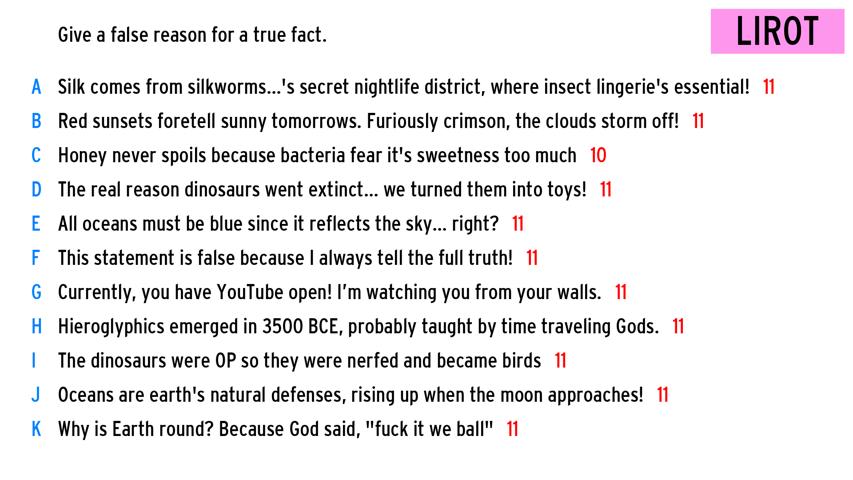 Give a false reason for a true fact.
LIROT
A Silk comes from silkworms...'s secret nightlife district, where insect lingerie's essential! 11
B Red sunsets foretell sunny tomorrows. Furiously crimson, the clouds storm off! 11
C Honey never spoils because bacteria fear it's sweetness too much 10
D The real reason dinosaurs went extinct... we turned them into toys! 11
E All oceans must be blue since it reflects the sky... right? 11
F This statement is false because I always tell the full truth! 11
G Currently, you have YouTube open! I'm watching you from your walls. 11
H Hieroglyphics emerged in 3500 BCE, probably taught by time traveling Gods. 11
I The dinosaurs were OP so they were nerfed and became birds 11
J Oceans are earth's natural defenses, rising up when the moon approaches! 11
K Why is Earth round? Because God said, "fuck it we ball" 11